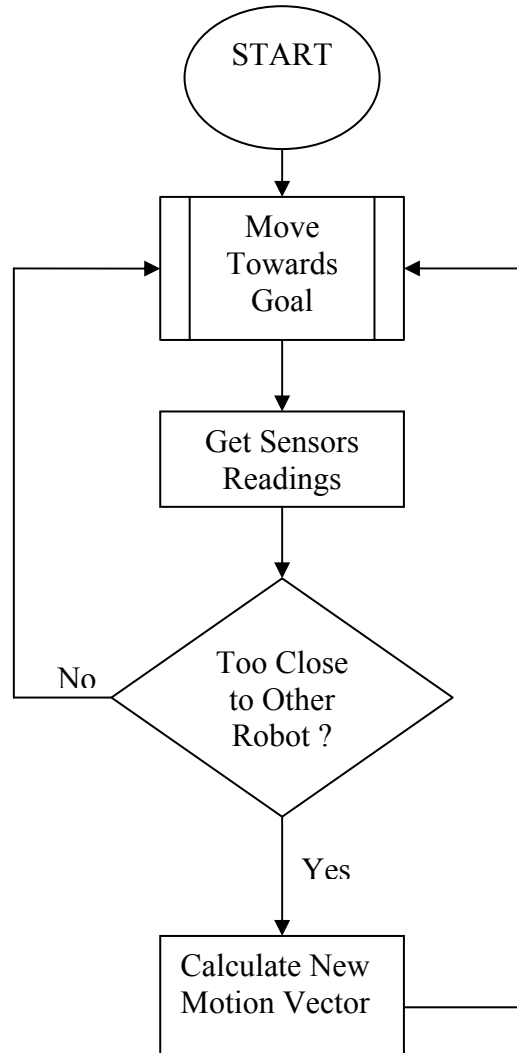 START
Move
Towards
Goal
Get Sensors
Readings
Too Close
to Other
Robot ?
No
Yes
Calculate New
Motion Vector